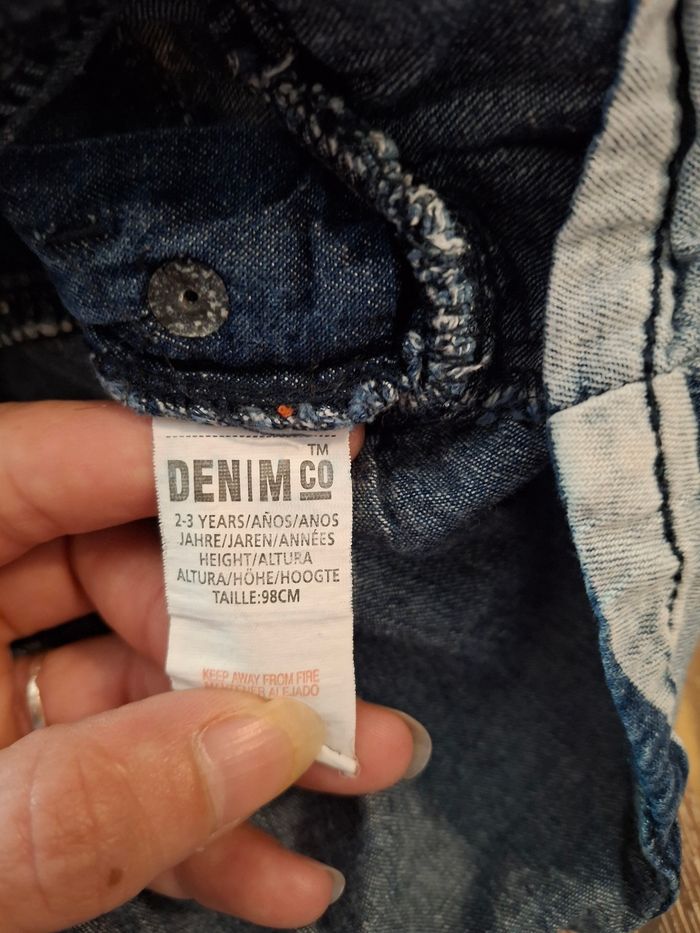 TM
DENIM CO
2-3 YEARS/AÑOS/ANOS
JAHRE/JAREN/ANNÉES
HEIGHT/ALTURA
ALTURA/HÖHE/HOOGTE
TAILLE:98CM
KEEP AWAY FROM FIRE
MANTENER ALEJADO